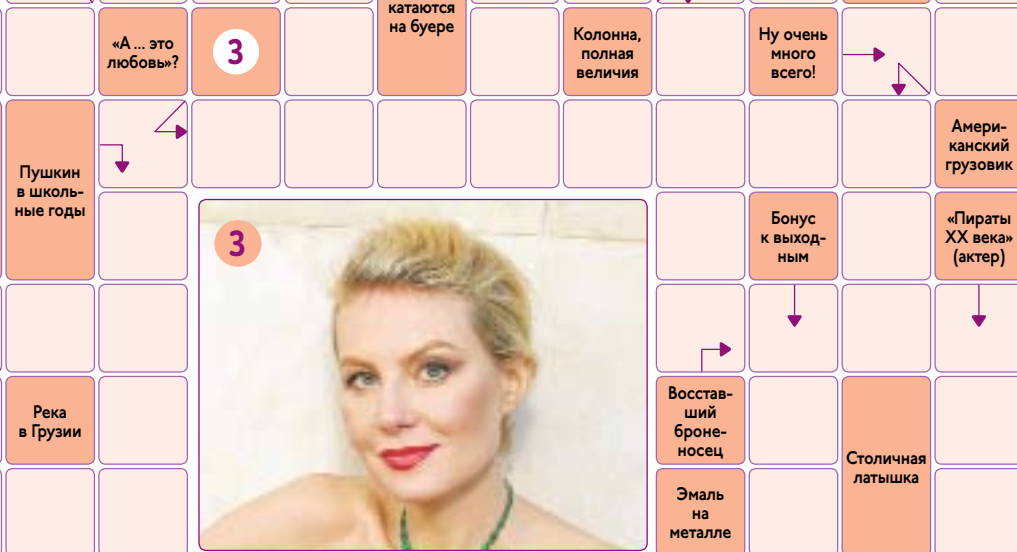 катаются
на буере
«А ... это
любовь»?
3
Колонна,
полная
величия
Ну очень
много
всего!
Амери-
канский
грузовик
Пушкин
в школь-
ные годы
3
Бонус
к выход-
ным
«Пираты
XX века»
(актер)
Река
в Грузии
Восстав-
ший
броне-
носец
Столичная
латышка
Эмаль
на
металле